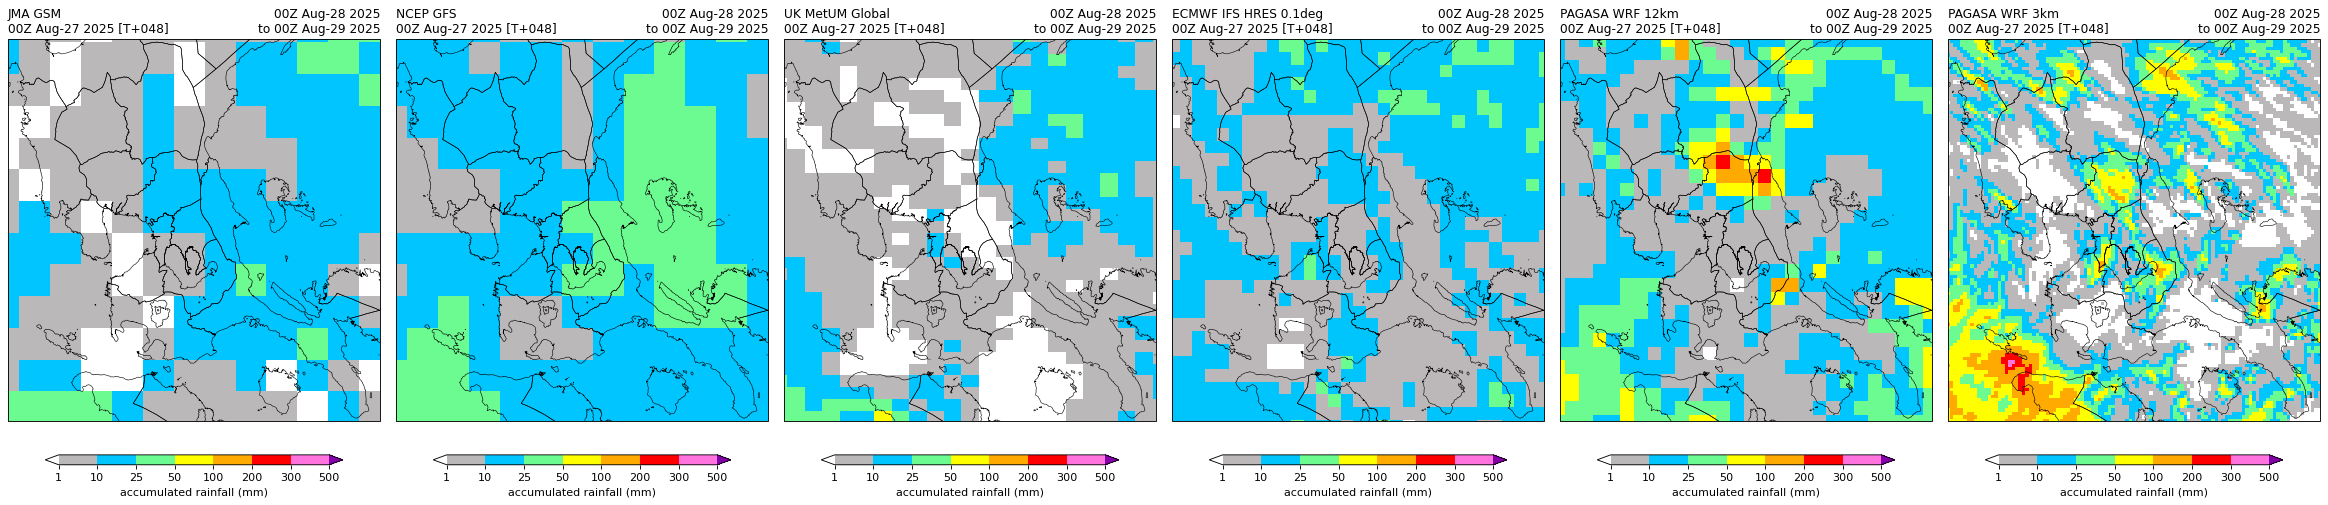 JMA GSM 00Z Aug-28 2025
00Z Aug-27 2025 [T+048] to 00Z Aug-29 2025
1 10 25 50 100 200 300 500
accumulated rainfall (mm)
NCEP GFS 00Z Aug-28 2025
00Z Aug-27 2025 [T+048] to 00Z Aug-29 2025
1 10 25 50 100 200 300 500
accumulated rainfall (mm)
UK MetUM Global 00Z Aug-28 2025
00Z Aug-27 2025 [T+048] to 00Z Aug-29 2025
1 10 25 50 100 200 300 500
accumulated rainfall (mm)
ECMWF IFS HRES 0.1deg 00Z Aug-28 2025
00Z Aug-27 2025 [T+048] to 00Z Aug-29 2025
1 10 25 50 100 200 300 500
accumulated rainfall (mm)
PAGASA WRF 12km 00Z Aug-28 2025
00Z Aug-27 2025 [T+048] to 00Z Aug-29 2025
1 10 25 50 100 200 300 500
accumulated rainfall (mm)
PAGASA WRF 3km 00Z Aug-28 2025
00Z Aug-27 2025 [T+048] to 00Z Aug-29 2025
1 10 25 50 100 200 300 500
accumulated rainfall (mm)